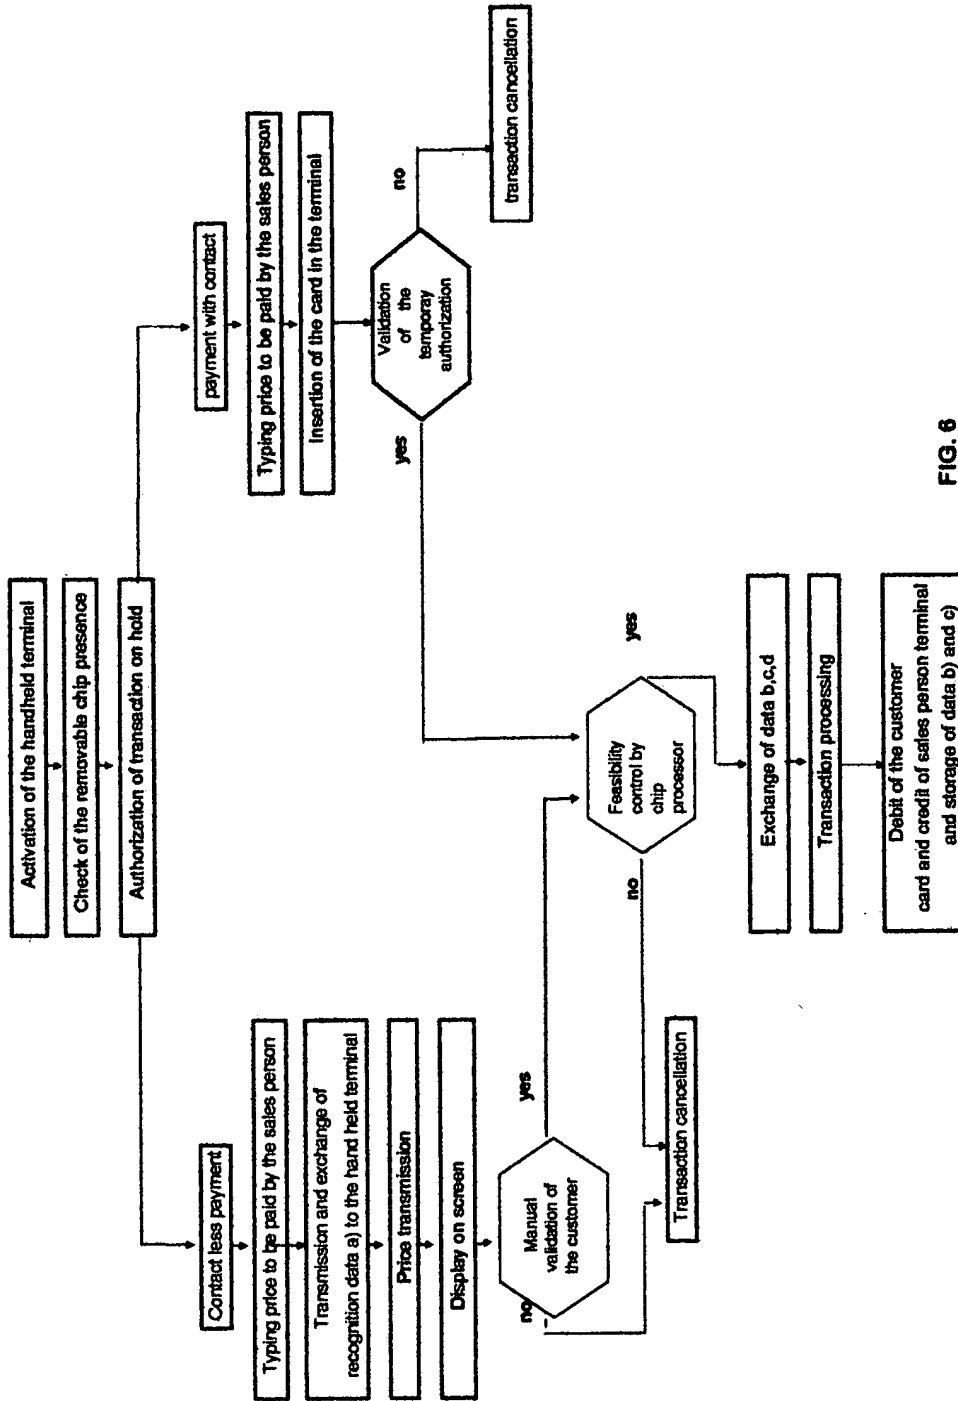 Activation of the handheld terminal
Check of the removable chip presence
Authorization of transaction on hold
Contact less payment
Typing price to be paid by the sales person
Transmission and exchange of
recognition data a) to the hand held terminal
Price transmission
Display on screen
Manual
validation of
the customer
no
yes
Transaction cancellation
payment with contact
Typing price to be paid by the sales person
Insertion of the card in the terminal
Validation
of the
temporay
authorization
yes
no
transaction cancellation
Feasibility
control by
chip
processor
no
yes
Exchange of data b,c,d
Transaction processing
Debit of the customer
card and credit of sales person terminal
and storage of data b) and c)
FIG. 6